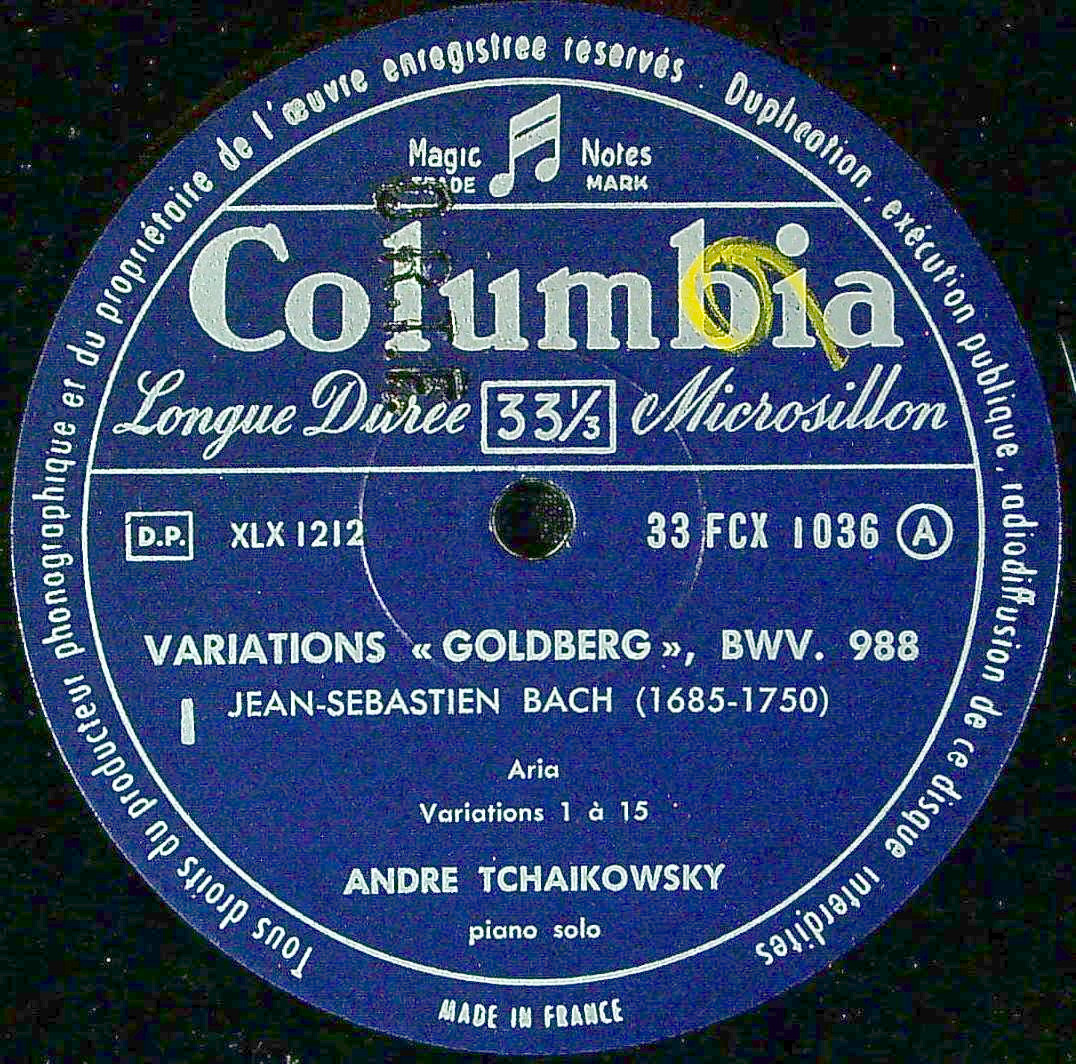 Tous droits du producteur phonographique et du propriétaire de l'œuvre enregistree réservés Duplication, exécution publique, radiodiffusion de ce disque interdites
Magic Notes
TRADE MARK
Columbia
Longue Durée 33⅓ Microsillon
D.P. XLX 1212 33 FCX 1036 A
VARIATIONS « GOLDBERG », BWV. 988
I JEAN-SEBASTIEN BACH (1685-1750)
Aria
Variations 1 à 15
ANDRE TCHAIKOWSKY
piano solo
MADE IN FRANCE